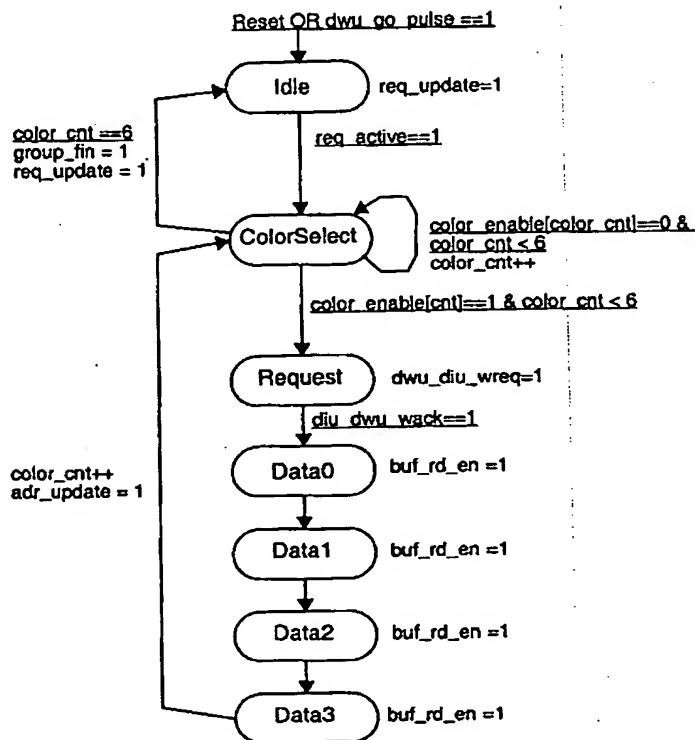 Reset OR dwu_go_pulse ==1
Idle
req_update=1
color_cnt ==6
group_fin = 1
req_update = 1
req_active==1
ColorSelect
color_enable[color_cnt]==0 &
color_cnt < 6
color_cnt++
color_enable[cnt]==1 & color_cnt < 6
Request
dwu_diu_wreq=1
diu_dwu_wack==1
color_cnt++
adr_update = 1
Data0
buf_rd_en =1
Data1
buf_rd_en =1
Data2
buf_rd_en =1
Data3
buf_rd_en =1